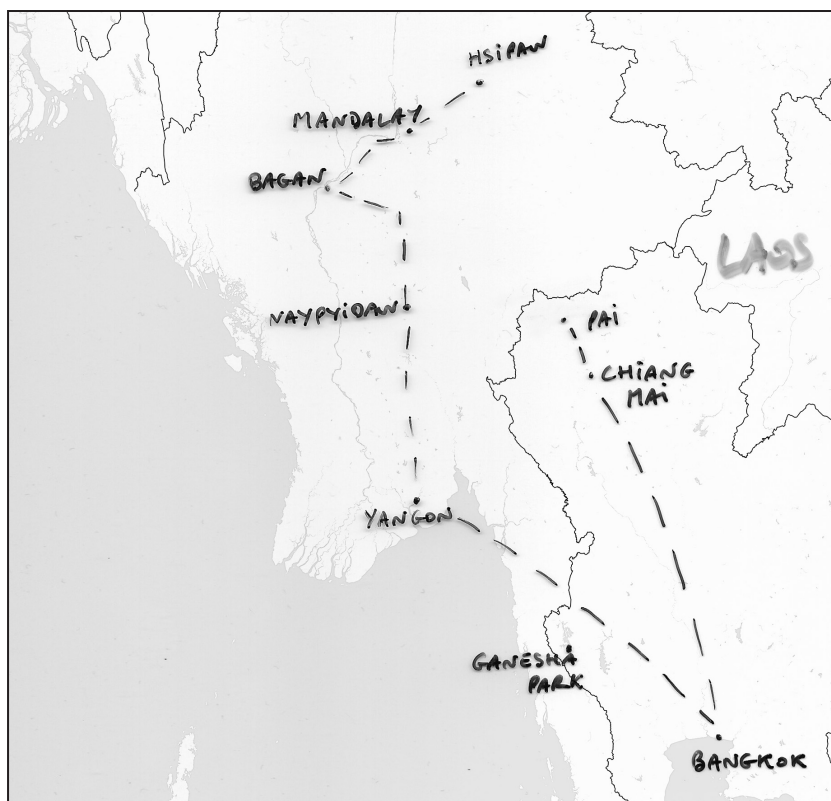 HSiPAW
MANDALAY
BAGAN
LAOS
NAYPYiDAW
PAi
CHiANG
MAi
YANGON
GANESHA
PARK
BANGKOK